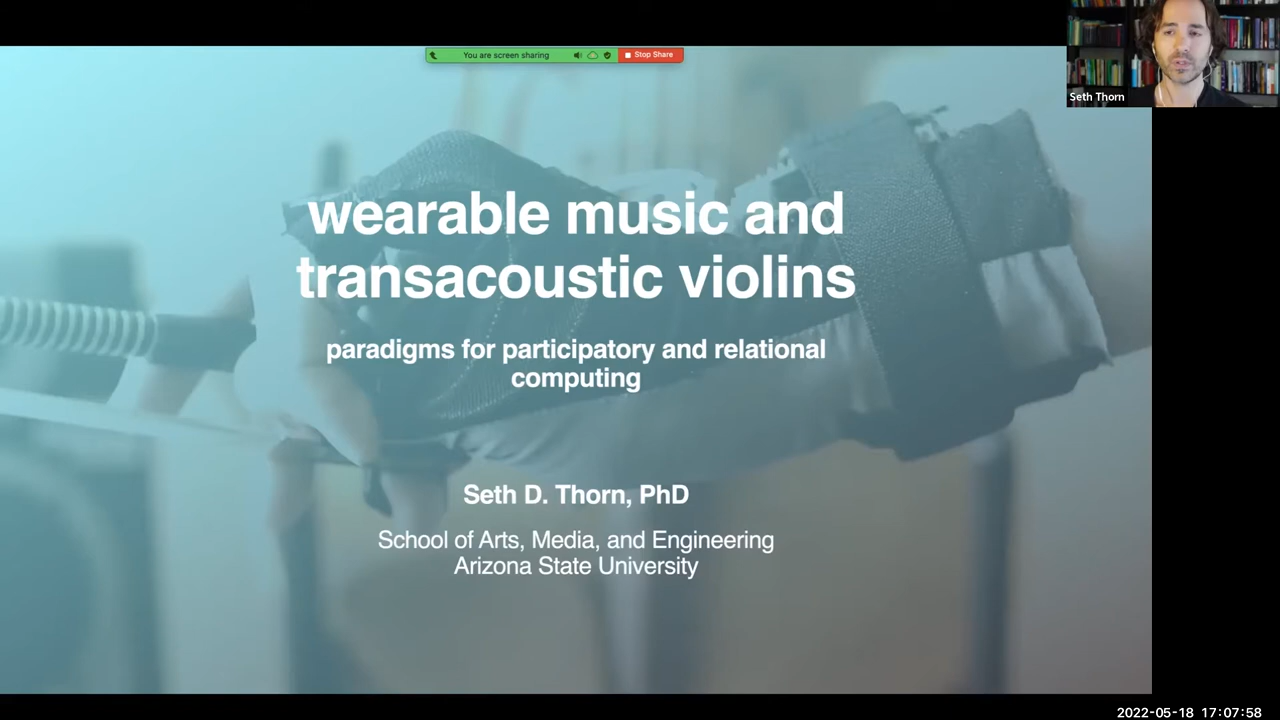 You are screen sharing
Stop Share
Seth Thorn
wearable music and
transacoustic violins
paradigms for participatory and relational
computing
Seth D. Thorn, PhD
School of Arts, Media, and Engineering
Arizona State University
2022-05-18 17:07:58